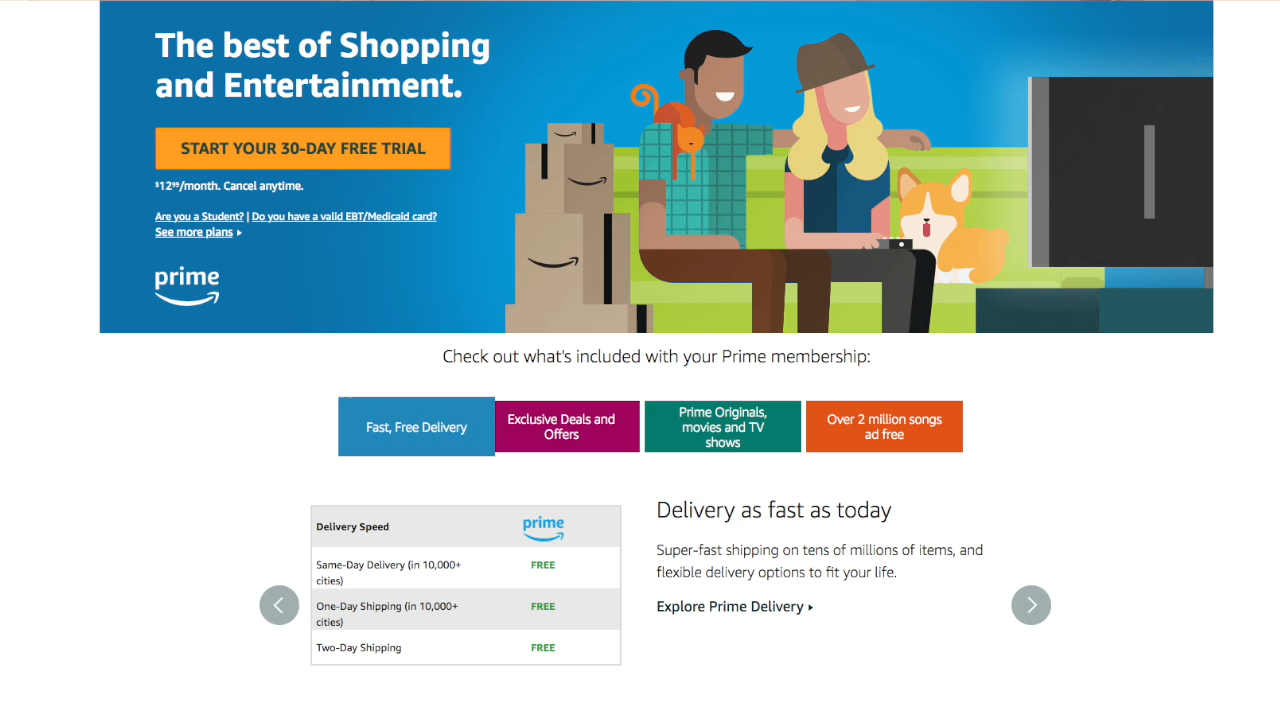 The best of Shopping
and Entertainment.
START YOUR 30-DAY FREE TRIAL
$12⁹⁹/month. Cancel anytime.
Are you a Student? | Do you have a valid EBT/Medicaid card?
See more plans ▸
prime
Check out what's included with your Prime membership:
Fast, Free Delivery
Exclusive Deals and
Offers
Prime Originals,
movies and TV
shows
Over 2 million songs
ad free
Delivery Speed
prime
Same-Day Delivery (in 10,000+
cities)
FREE
One-Day Shipping (in 10,000+
cities)
FREE
Two-Day Shipping
FREE
Delivery as fast as today
Super-fast shipping on tens of millions of items, and
flexible delivery options to fit your life.
Explore Prime Delivery ▸